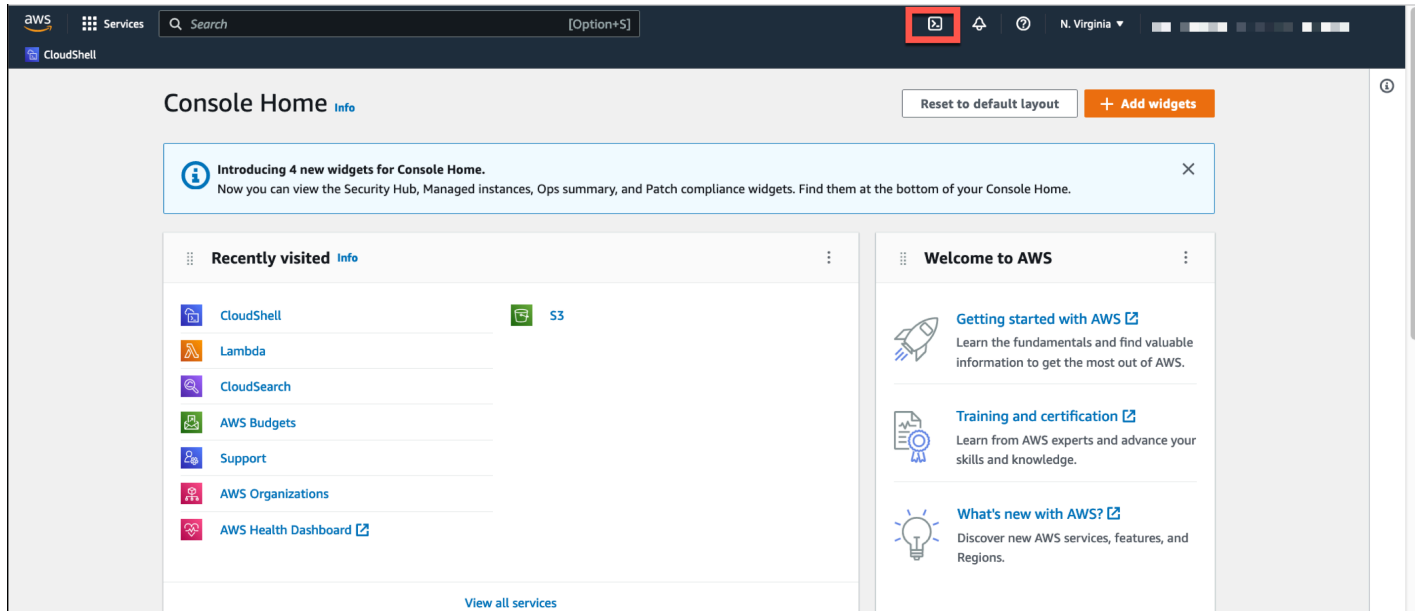 aws
Services
Search
[Option+S]
N. Virginia
CloudShell
Console Home Info
Reset to default layout
+ Add widgets
Introducing 4 new widgets for Console Home.
Now you can view the Security Hub, Managed instances, Ops summary, and Patch compliance widgets. Find them at the bottom of your Console Home.
Recently visited Info
CloudShell
Lambda
CloudSearch
AWS Budgets
Support
AWS Organizations
AWS Health Dashboard
S3
View all services
Welcome to AWS
Getting started with AWS
Learn the fundamentals and find valuable
information to get the most out of AWS.
Training and certification
Learn from AWS experts and advance your
skills and knowledge.
What's new with AWS?
Discover new AWS services, features, and
Regions.